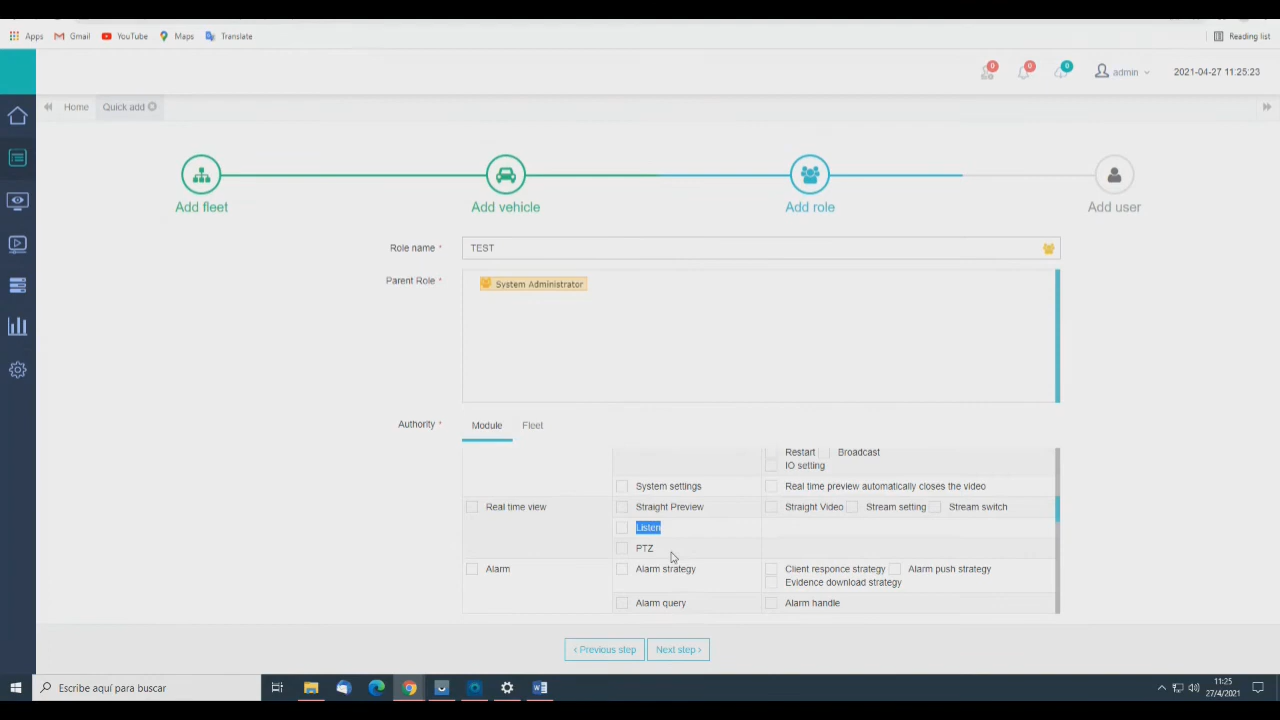 Apps Gmail YouTube Maps Translate Reading list
0 0 0 admin 2021-04-27 11:25:23
Home Quick add
Add fleet Add vehicle Add role Add user
Role name * TEST
Parent Role * System Administrator
Authority * Module Fleet
Restart Broadcast
IO setting
System settings Real time preview automatically closes the video
Real time view Straight Preview Straight Video Stream setting Stream switch
Listen
PTZ
Alarm Alarm strategy Client responce strategy Alarm push strategy
Evidence download strategy
Alarm query Alarm handle
‹ Previous step Next step ›
Escribe aquí para buscar 11:25
27/4/2021